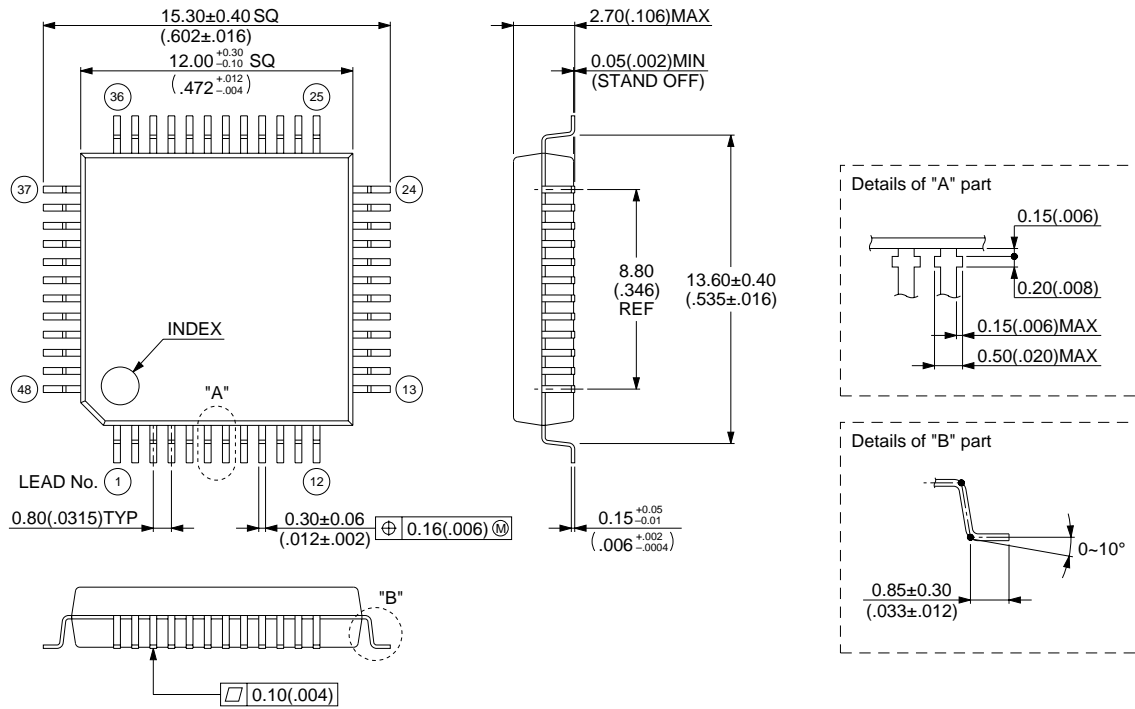 15.30±0.40 SQ
(.602±.016)
12.00 +0.30 −0.10 SQ
(.472 +.012 −.004)
36
25
37
24
INDEX
48
13
"A"
LEAD No.
1
12
0.80(.0315)TYP
0.30±0.06
(.012±.002)
⌖ 0.16(.006) Ⓜ
"B"
▱ 0.10(.004)
2.70(.106)MAX
0.05(.002)MIN
(STAND OFF)
8.80
(.346)
REF
13.60±0.40
(.535±.016)
0.15 +0.05 −0.01
(.006 +.002 −.0004)
Details of "A" part
0.15(.006)
0.20(.008)
0.15(.006)MAX
0.50(.020)MAX
Details of "B" part
0~10°
0.85±0.30
(.033±.012)